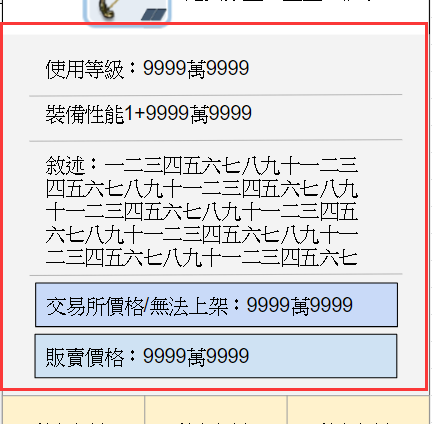 使用等級：9999萬9999
裝備性能1+9999萬9999
敘述：一二三四五六七八九十一二三
四五六七八九十一二三四五六七八九
十一二三四五六七八九十一二三四五
六七八九十一二三四五六七八九十一
二三四五六七八九十一二三四五六七
交易所價格/無法上架：9999萬9999
販賣價格：9999萬9999